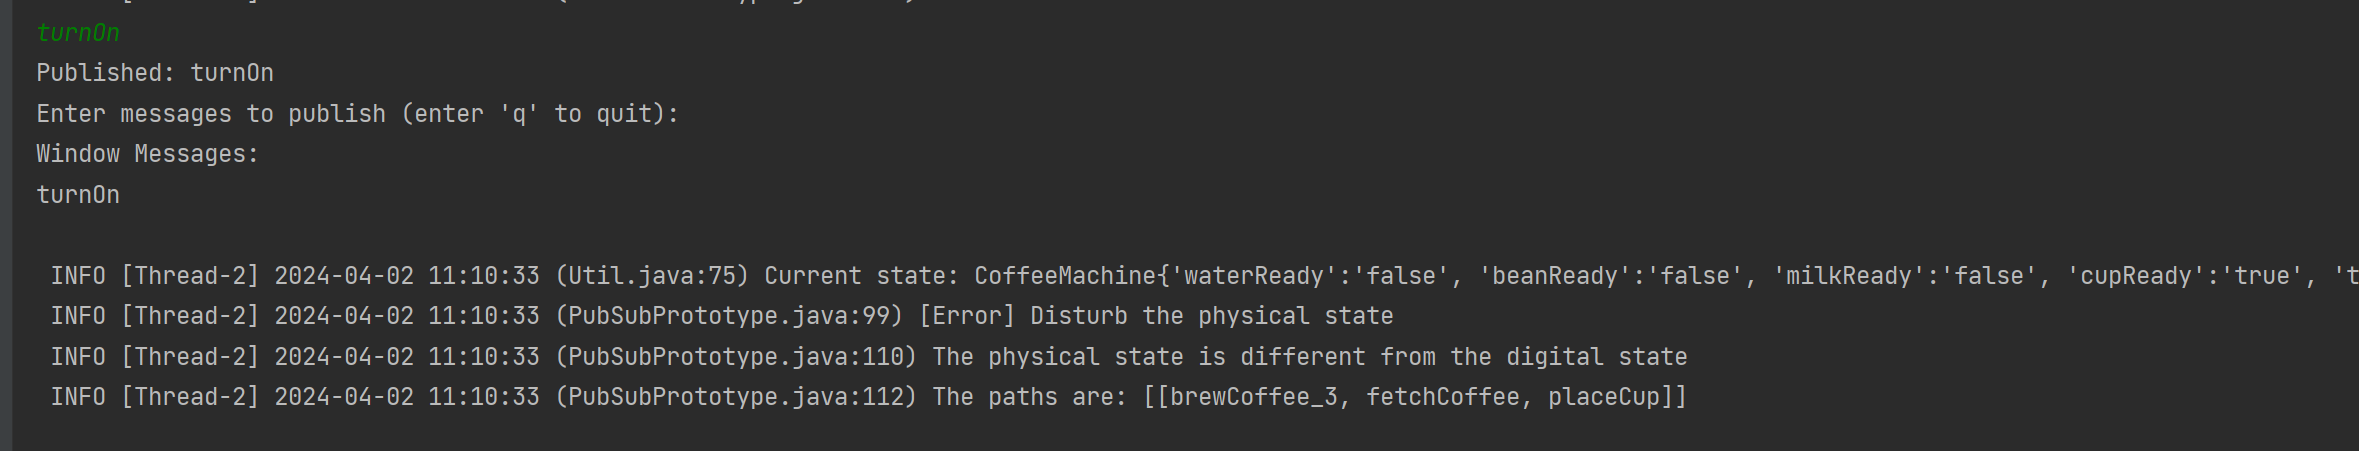 turnOn
Published: turnOn
Enter messages to publish (enter 'q' to quit):
Window Messages:
turnOn
INFO [Thread-2] 2024-04-02 11:10:33 (Util.java:75) Current state: CoffeeMachine{'waterReady':'false', 'beanReady':'false', 'milkReady':'false', 'cupReady':'true', 't
INFO [Thread-2] 2024-04-02 11:10:33 (PubSubPrototype.java:99) [Error] Disturb the physical state
INFO [Thread-2] 2024-04-02 11:10:33 (PubSubPrototype.java:110) The physical state is different from the digital state
INFO [Thread-2] 2024-04-02 11:10:33 (PubSubPrototype.java:112) The paths are: [[brewCoffee_3, fetchCoffee, placeCup]]